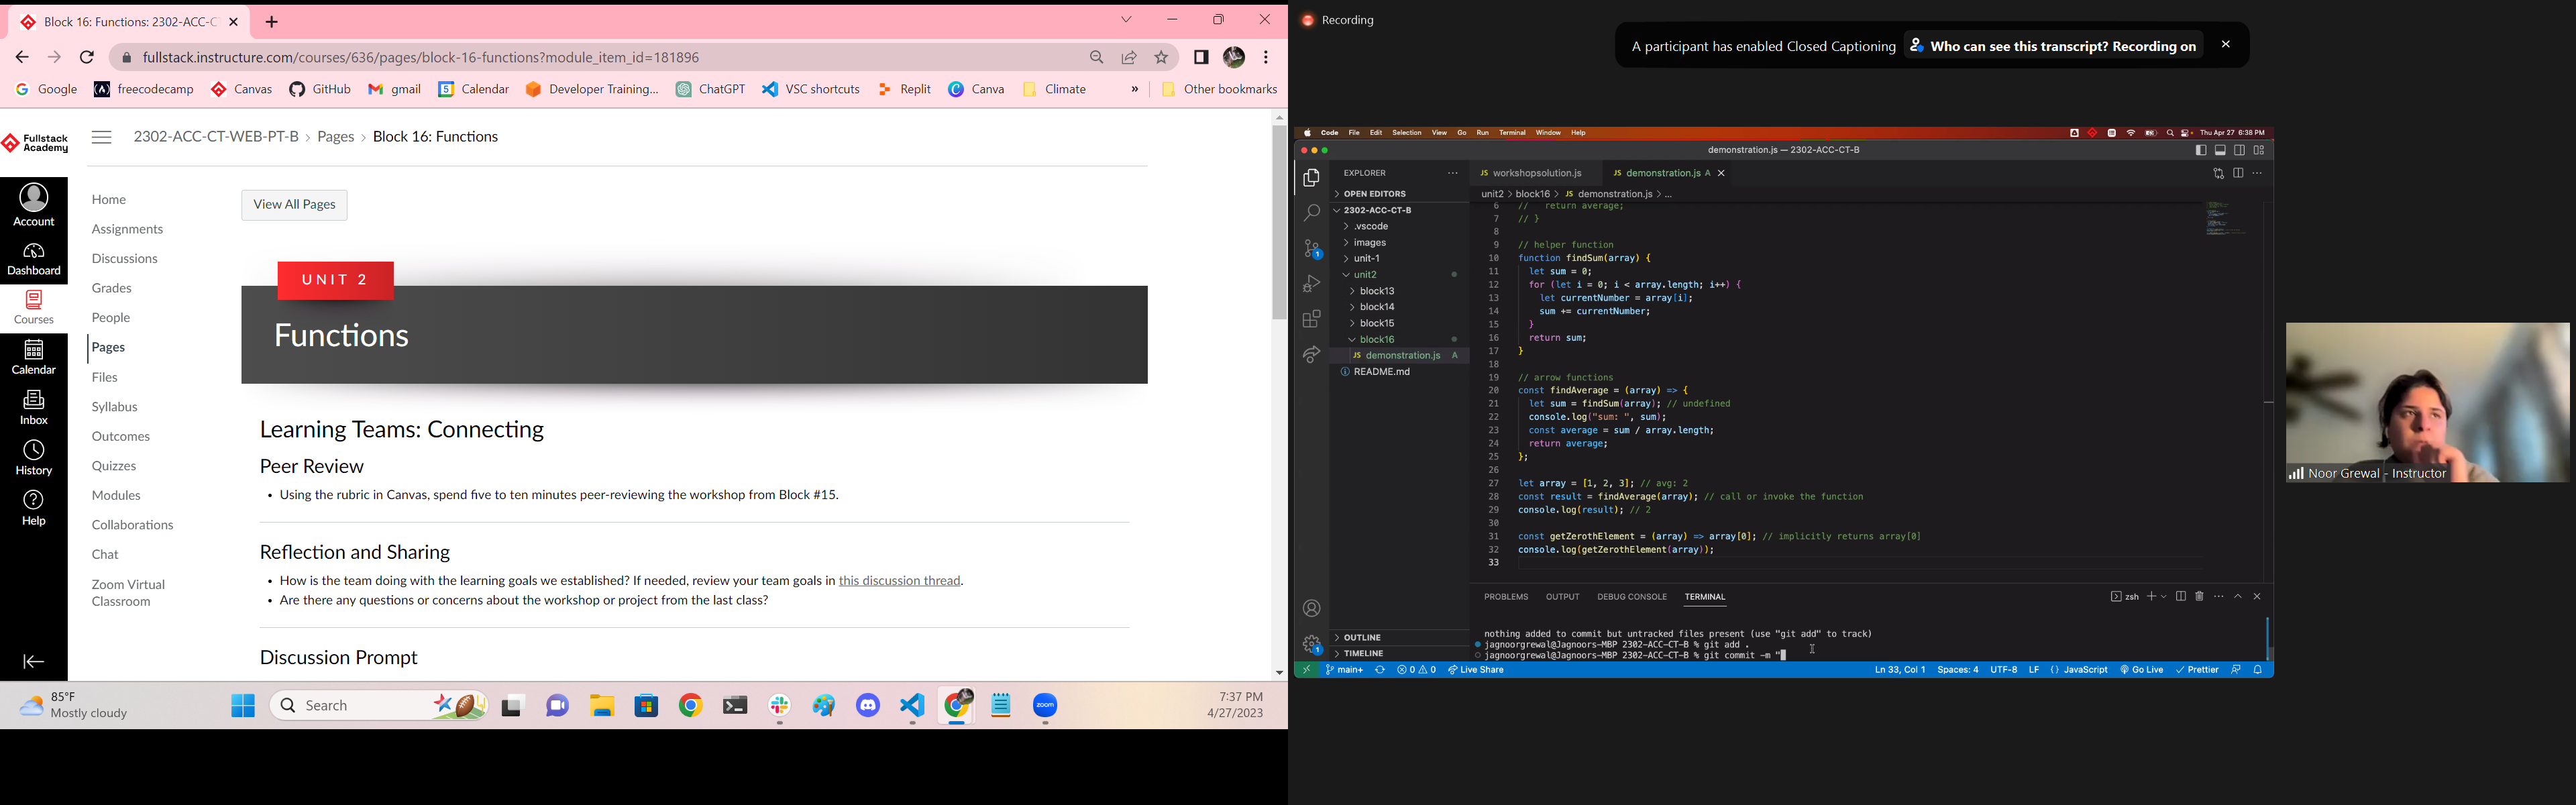 Block 16: Functions: 2302-ACC-C
fullstack.instructure.com/courses/636/pages/block-16-functions?module_item_id=181896
Google
freecodecamp
Canvas
GitHub
gmail
Calendar
Developer Training...
ChatGPT
VSC shortcuts
Replit
Canva
Climate
»
Other bookmarks
Fullstack
Academy
2302-ACC-CT-WEB-PT-B > Pages > Block 16: Functions
Account
Dashboard
Courses
Calendar
Inbox
History
Help
Home
Assignments
Discussions
Grades
People
Pages
Files
Syllabus
Outcomes
Quizzes
Modules
Collaborations
Chat
Zoom Virtual
Classroom
View All Pages
UNIT 2
Functions
Learning Teams: Connecting
Peer Review
• Using the rubric in Canvas, spend five to ten minutes peer-reviewing the workshop from Block #15.
Reflection and Sharing
• How is the team doing with the learning goals we established? If needed, review your team goals in this discussion thread.
• Are there any questions or concerns about the workshop or project from the last class?
Discussion Prompt
85°F
Mostly cloudy
Search
zoom
7:37 PM
4/27/2023
Recording
A participant has enabled Closed Captioning
Who can see this transcript? Recording on
Code File Edit Selection View Go Run Terminal Window Help
Thu Apr 27 6:38 PM
demonstration.js — 2302-ACC-CT-B
EXPLORER
OPEN EDITORS
2302-ACC-CT-B
.vscode
images
unit-1
unit2
block13
block14
block15
block16
JS demonstration.js A
README.md
OUTLINE
TIMELINE
JS workshopsolution.js
JS demonstration.js A
unit2 > block16 > JS demonstration.js > ...
6 // return average;
7 // }
8
9 // helper function
10 function findSum(array) {
11 let sum = 0;
12 for (let i = 0; i < array.length; i++) {
13 let currentNumber = array[i];
14 sum += currentNumber;
15 }
16 return sum;
17 }
18
19 // arrow functions
20 const findAverage = (array) => {
21 let sum = findSum(array); // undefined
22 console.log("sum: ", sum);
23 const average = sum / array.length;
24 return average;
25 };
26
27 let array = [1, 2, 3]; // avg: 2
28 const result = findAverage(array); // call or invoke the function
29 console.log(result); // 2
30
31 const getZerothElement = (array) => array[0]; // implicitly returns array[0]
32 console.log(getZerothElement(array));
33
PROBLEMS OUTPUT DEBUG CONSOLE TERMINAL
zsh
nothing added to commit but untracked files present (use "git add" to track)
jagnoorgrewal@Jagnoors-MBP 2302-ACC-CT-B % git add .
jagnoorgrewal@Jagnoors-MBP 2302-ACC-CT-B % git commit -m "
main+ 0 0 Live Share
Ln 33, Col 1 Spaces: 4 UTF-8 LF {} JavaScript Go Live Prettier
Noor Grewal - Instructor